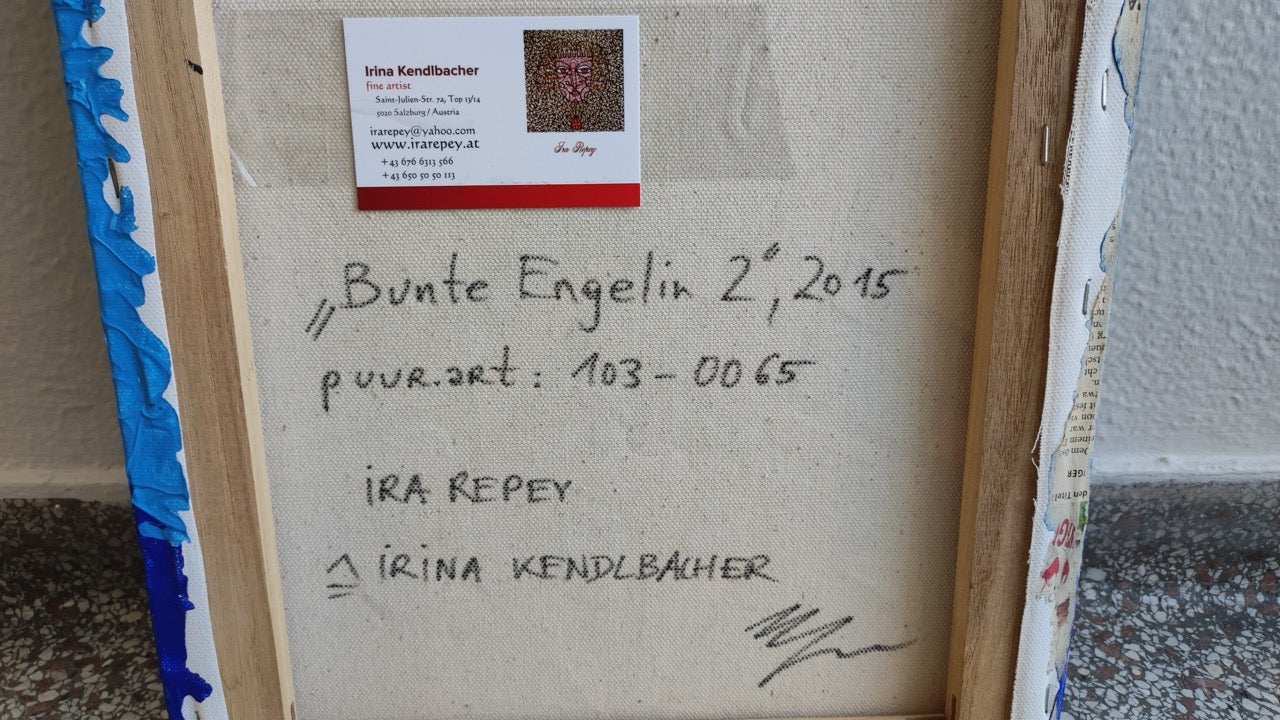 Irina Kendlbacher
fine artist
Saint-Julien-Str. 7a, Top 13/14
5020 Salzburg / Austria
irarepey@yahoo.com
www.irarepey.at
+43 676 6313 566
+43 650 50 50 113
Ira Repey
„Bunte Engelin 2“, 2015
puur.art: 103-0065
iRA REPEY
≙ iRiNA KENDLBACHER
den Titel